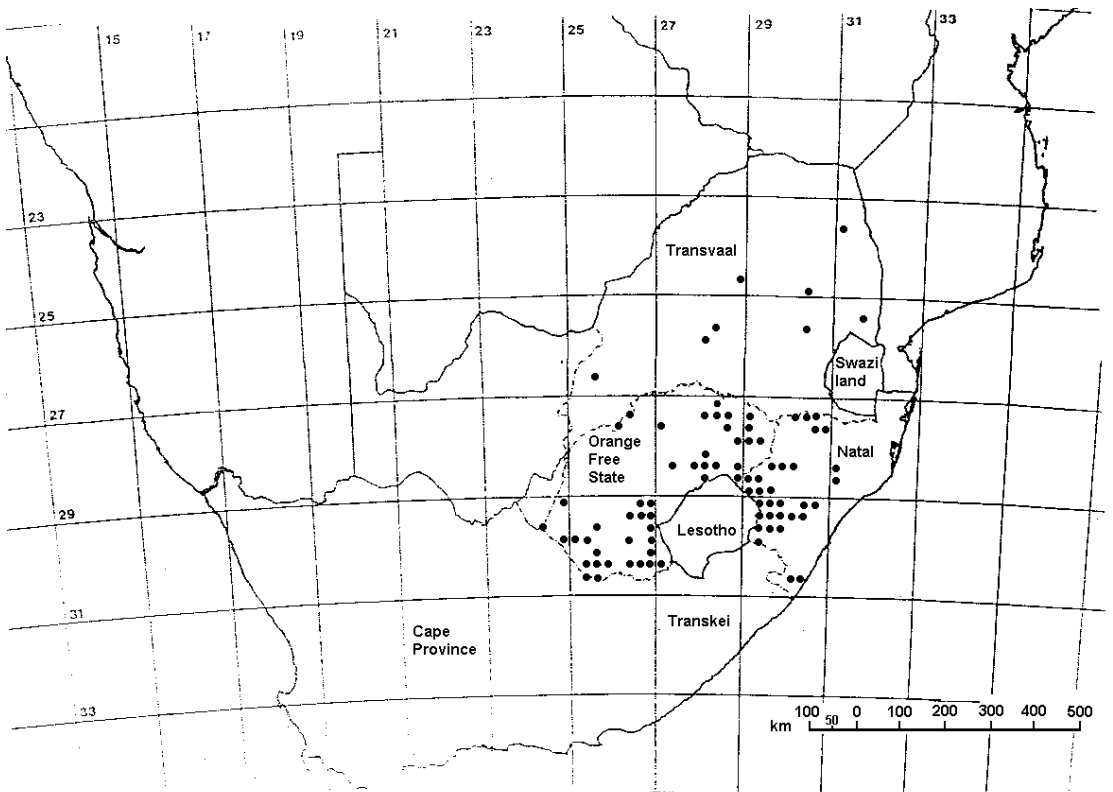 15 17 19 21 23 25 27 29 31 33
23
Transvaal
25
Swazi
land
27
Orange
Free
State
Natal
29
Lesotho
31
Cape
Province
Transkei
33
km 100 50 0 100 200 300 400 500